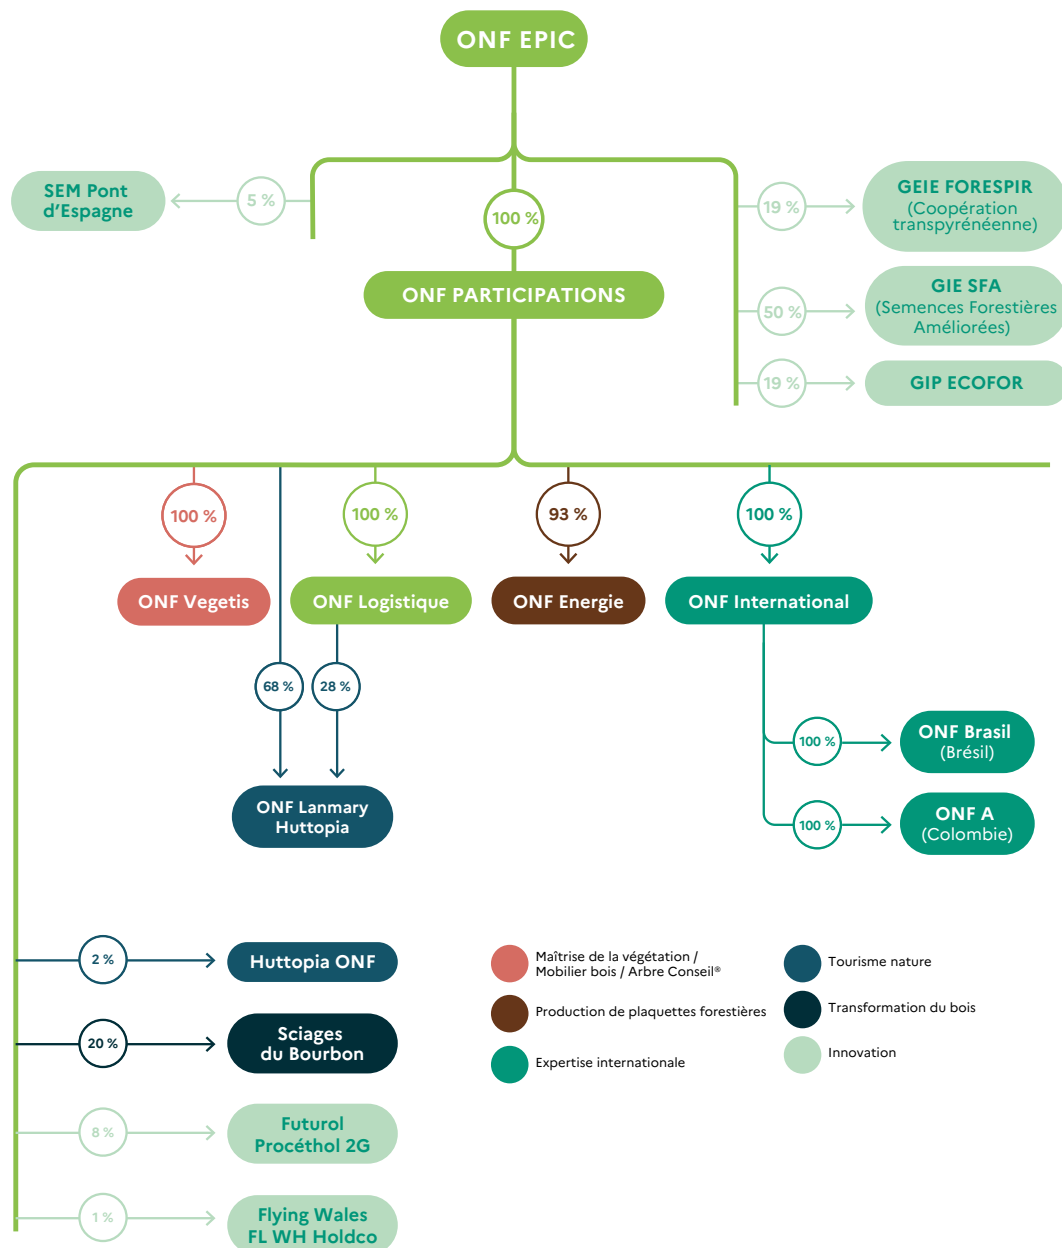 ONF EPIC
SEM Pont
d'Espagne
5 %
100 %
19 %
GEIE FORESPIR
(Coopération
transpyrénéenne)
ONF PARTICIPATIONS
50 %
GIE SFA
(Semences Forestières
Améliorées)
19 %
GIP ECOFOR
100 %
100 %
93 %
100 %
ONF Vegetis
ONF Logistique
ONF Energie
ONF International
68 %
28 %
100 %
ONF Brasil
(Brésil)
ONF Lanmary
Huttopia
100 %
ONF A
(Colombie)
2 %
Huttopia ONF
20 %
Sciages
du Bourbon
8 %
Futurol
Procéthol 2G
1 %
Flying Wales
FL WH Holdco
Maîtrise de la végétation /
Mobilier bois / Arbre Conseil®
Production de plaquettes forestières
Expertise internationale
Tourisme nature
Transformation du bois
Innovation